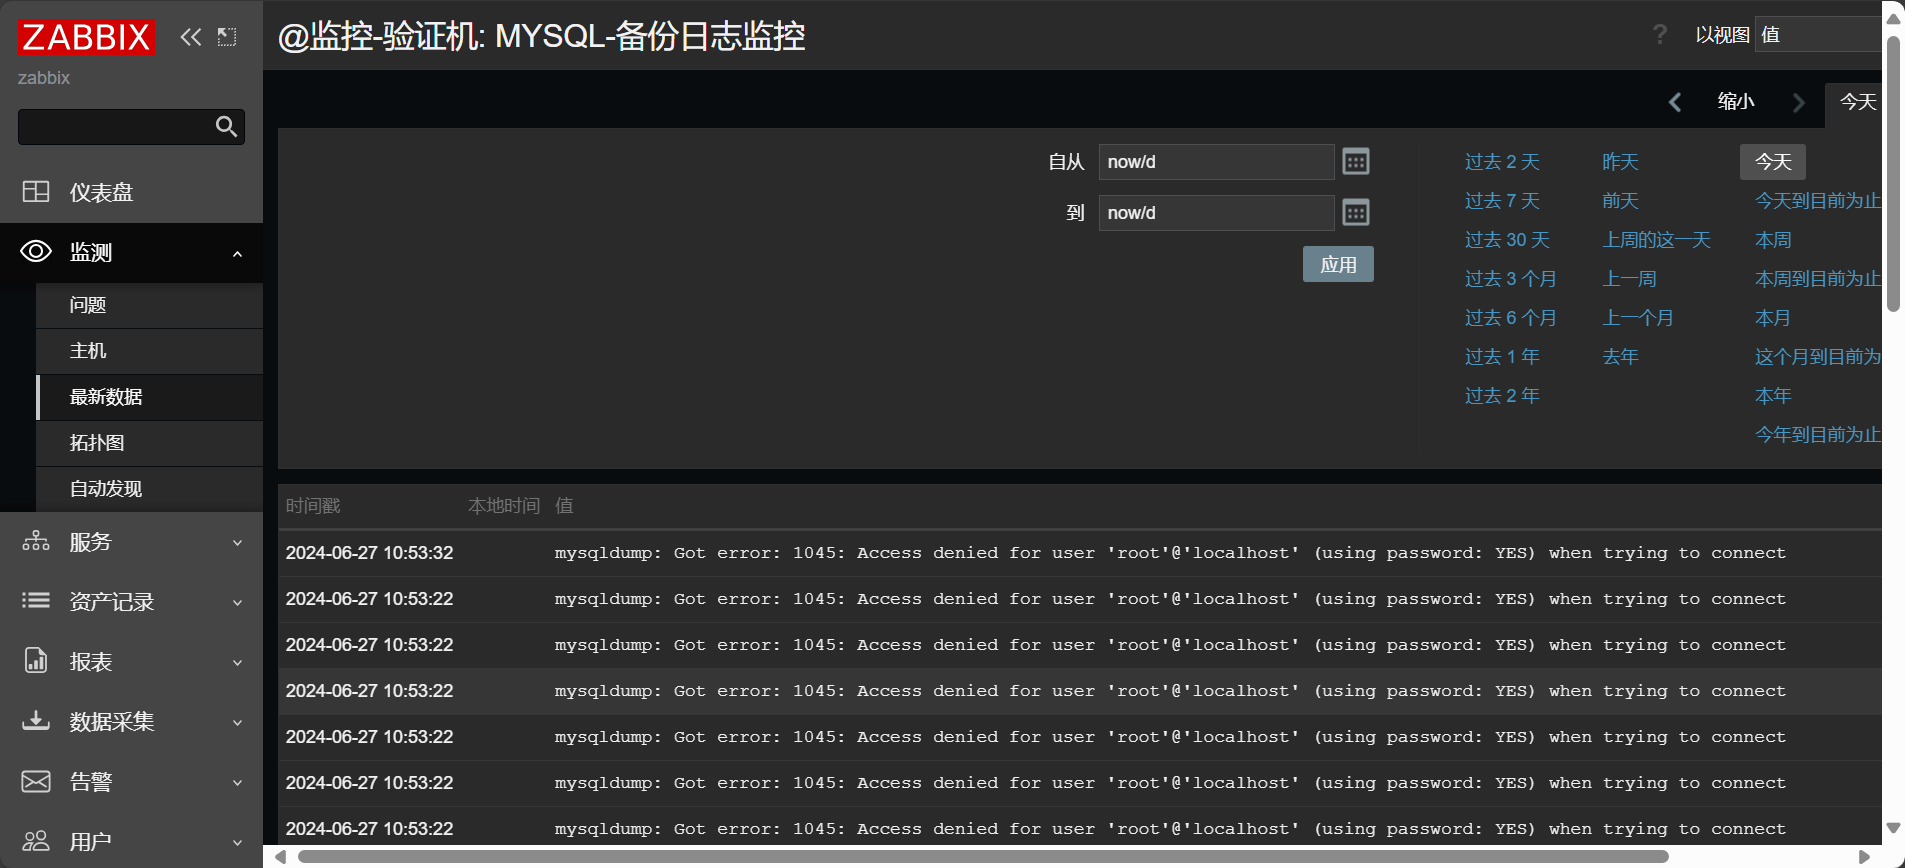 ZABBIX
zabbix
仪表盘
监测
问题
主机
最新数据
拓扑图
自动发现
服务
资产记录
报表
数据采集
告警
用户
@监控-验证机: MYSQL-备份日志监控
? 以视图 值
缩小 今天
自从 now/d
到 now/d
应用
过去 2 天 昨天 今天
过去 7 天 前天 今天到目前为止
过去 30 天 上周的这一天 本周
过去 3 个月 上一周 本周到目前为止
过去 6 个月 上一个月 本月
过去 1 年 去年 这个月到目前为
过去 2 年 本年
今年到目前为止
时间戳 本地时间 值
2024-06-27 10:53:32 mysqldump: Got error: 1045: Access denied for user 'root'@'localhost' (using password: YES) when trying to connect
2024-06-27 10:53:22 mysqldump: Got error: 1045: Access denied for user 'root'@'localhost' (using password: YES) when trying to connect
2024-06-27 10:53:22 mysqldump: Got error: 1045: Access denied for user 'root'@'localhost' (using password: YES) when trying to connect
2024-06-27 10:53:22 mysqldump: Got error: 1045: Access denied for user 'root'@'localhost' (using password: YES) when trying to connect
2024-06-27 10:53:22 mysqldump: Got error: 1045: Access denied for user 'root'@'localhost' (using password: YES) when trying to connect
2024-06-27 10:53:22 mysqldump: Got error: 1045: Access denied for user 'root'@'localhost' (using password: YES) when trying to connect
2024-06-27 10:53:22 mysqldump: Got error: 1045: Access denied for user 'root'@'localhost' (using password: YES) when trying to connect